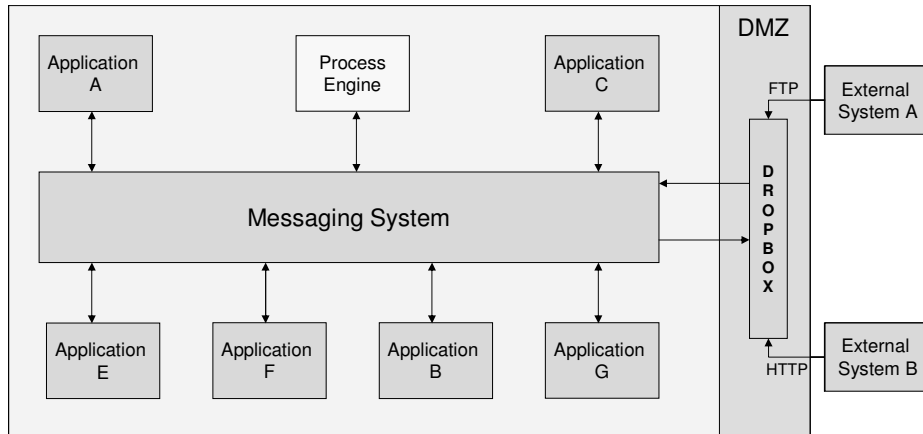 DMZ
Application
A
Process
Engine
Application
C
FTP
External
System A
Messaging System
D
R
O
P
B
O
X
Application
E
Application
F
Application
B
Application
G
HTTP
External
System B